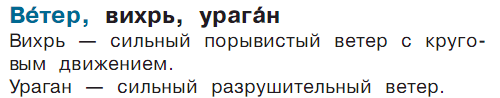 Ве́тер, вихрь, урага́н
Вихрь — сильный порывистый ветер с круго-
вым движением.
Ураган — сильный разрушительный ветер.